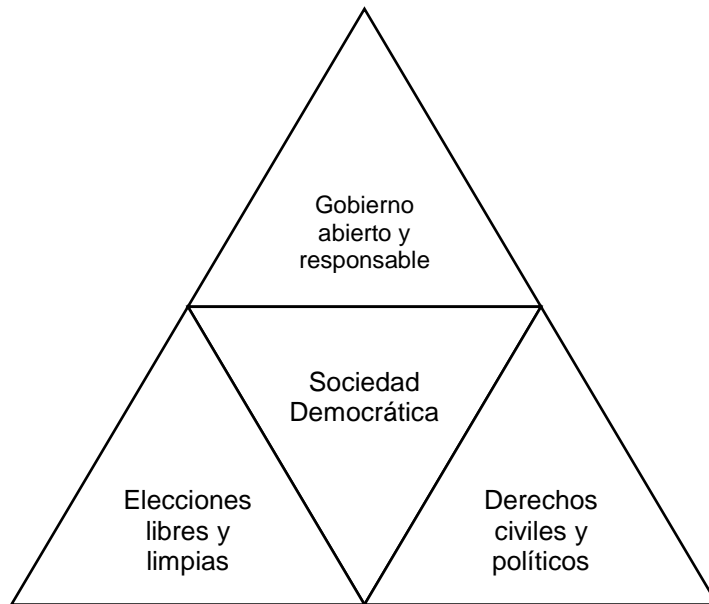 Gobierno
abierto y
responsable
Sociedad
Democrática
Elecciones
libres y
limpias
Derechos
civiles y
políticos